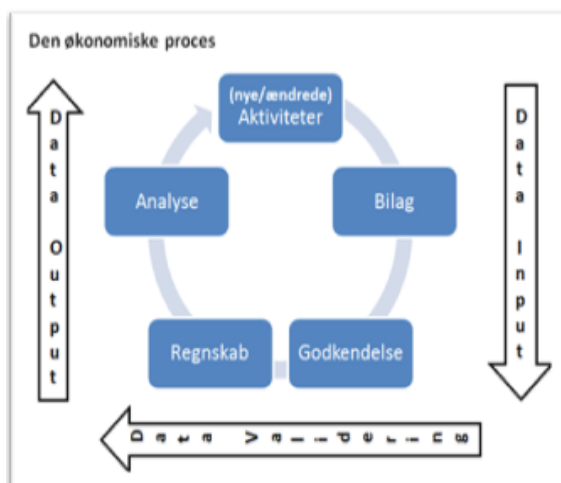 Den økonomiske proces
(nye/ændrede)
Aktiviteter
Data Input
Bilag
Godkendelse
Data Validering
Regnskab
Analyse
Data Output